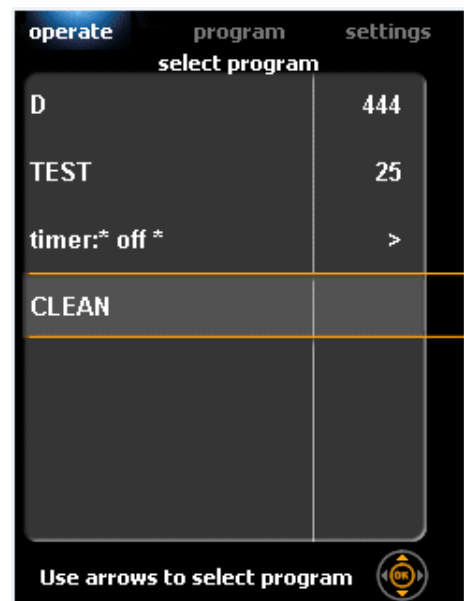 operate program settings
select program
D 444
TEST 25
timer:* off * >
CLEAN
Use arrows to select program OK